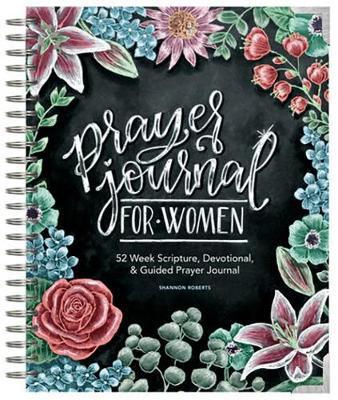 prayer
journal
FOR·WOMEN
52 Week Scripture, Devotional,
& Guided Prayer Journal
SHANNON ROBERTS